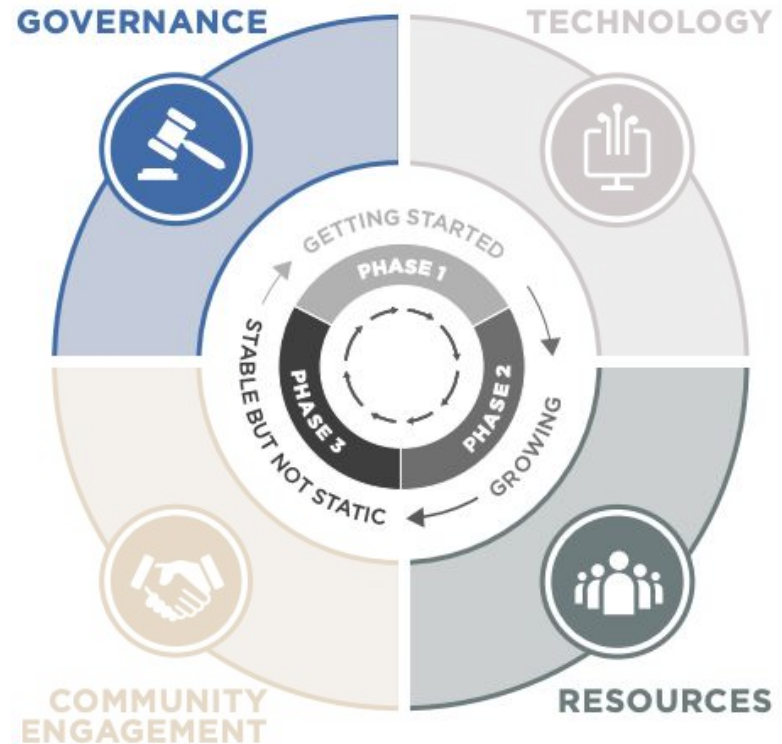 GOVERNANCE
TECHNOLOGY
GETTING STARTED
PHASE 1
PHASE 2
GROWING
PHASE 3
STABLE BUT NOT STATIC
COMMUNITY
ENGAGEMENT
RESOURCES